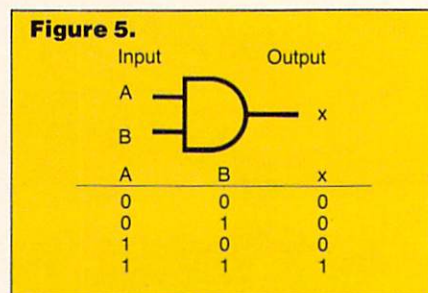 Figure 5.
Input Output
A
x
B
A B x
0 0 0
0 1 0
1 0 0
1 1 1